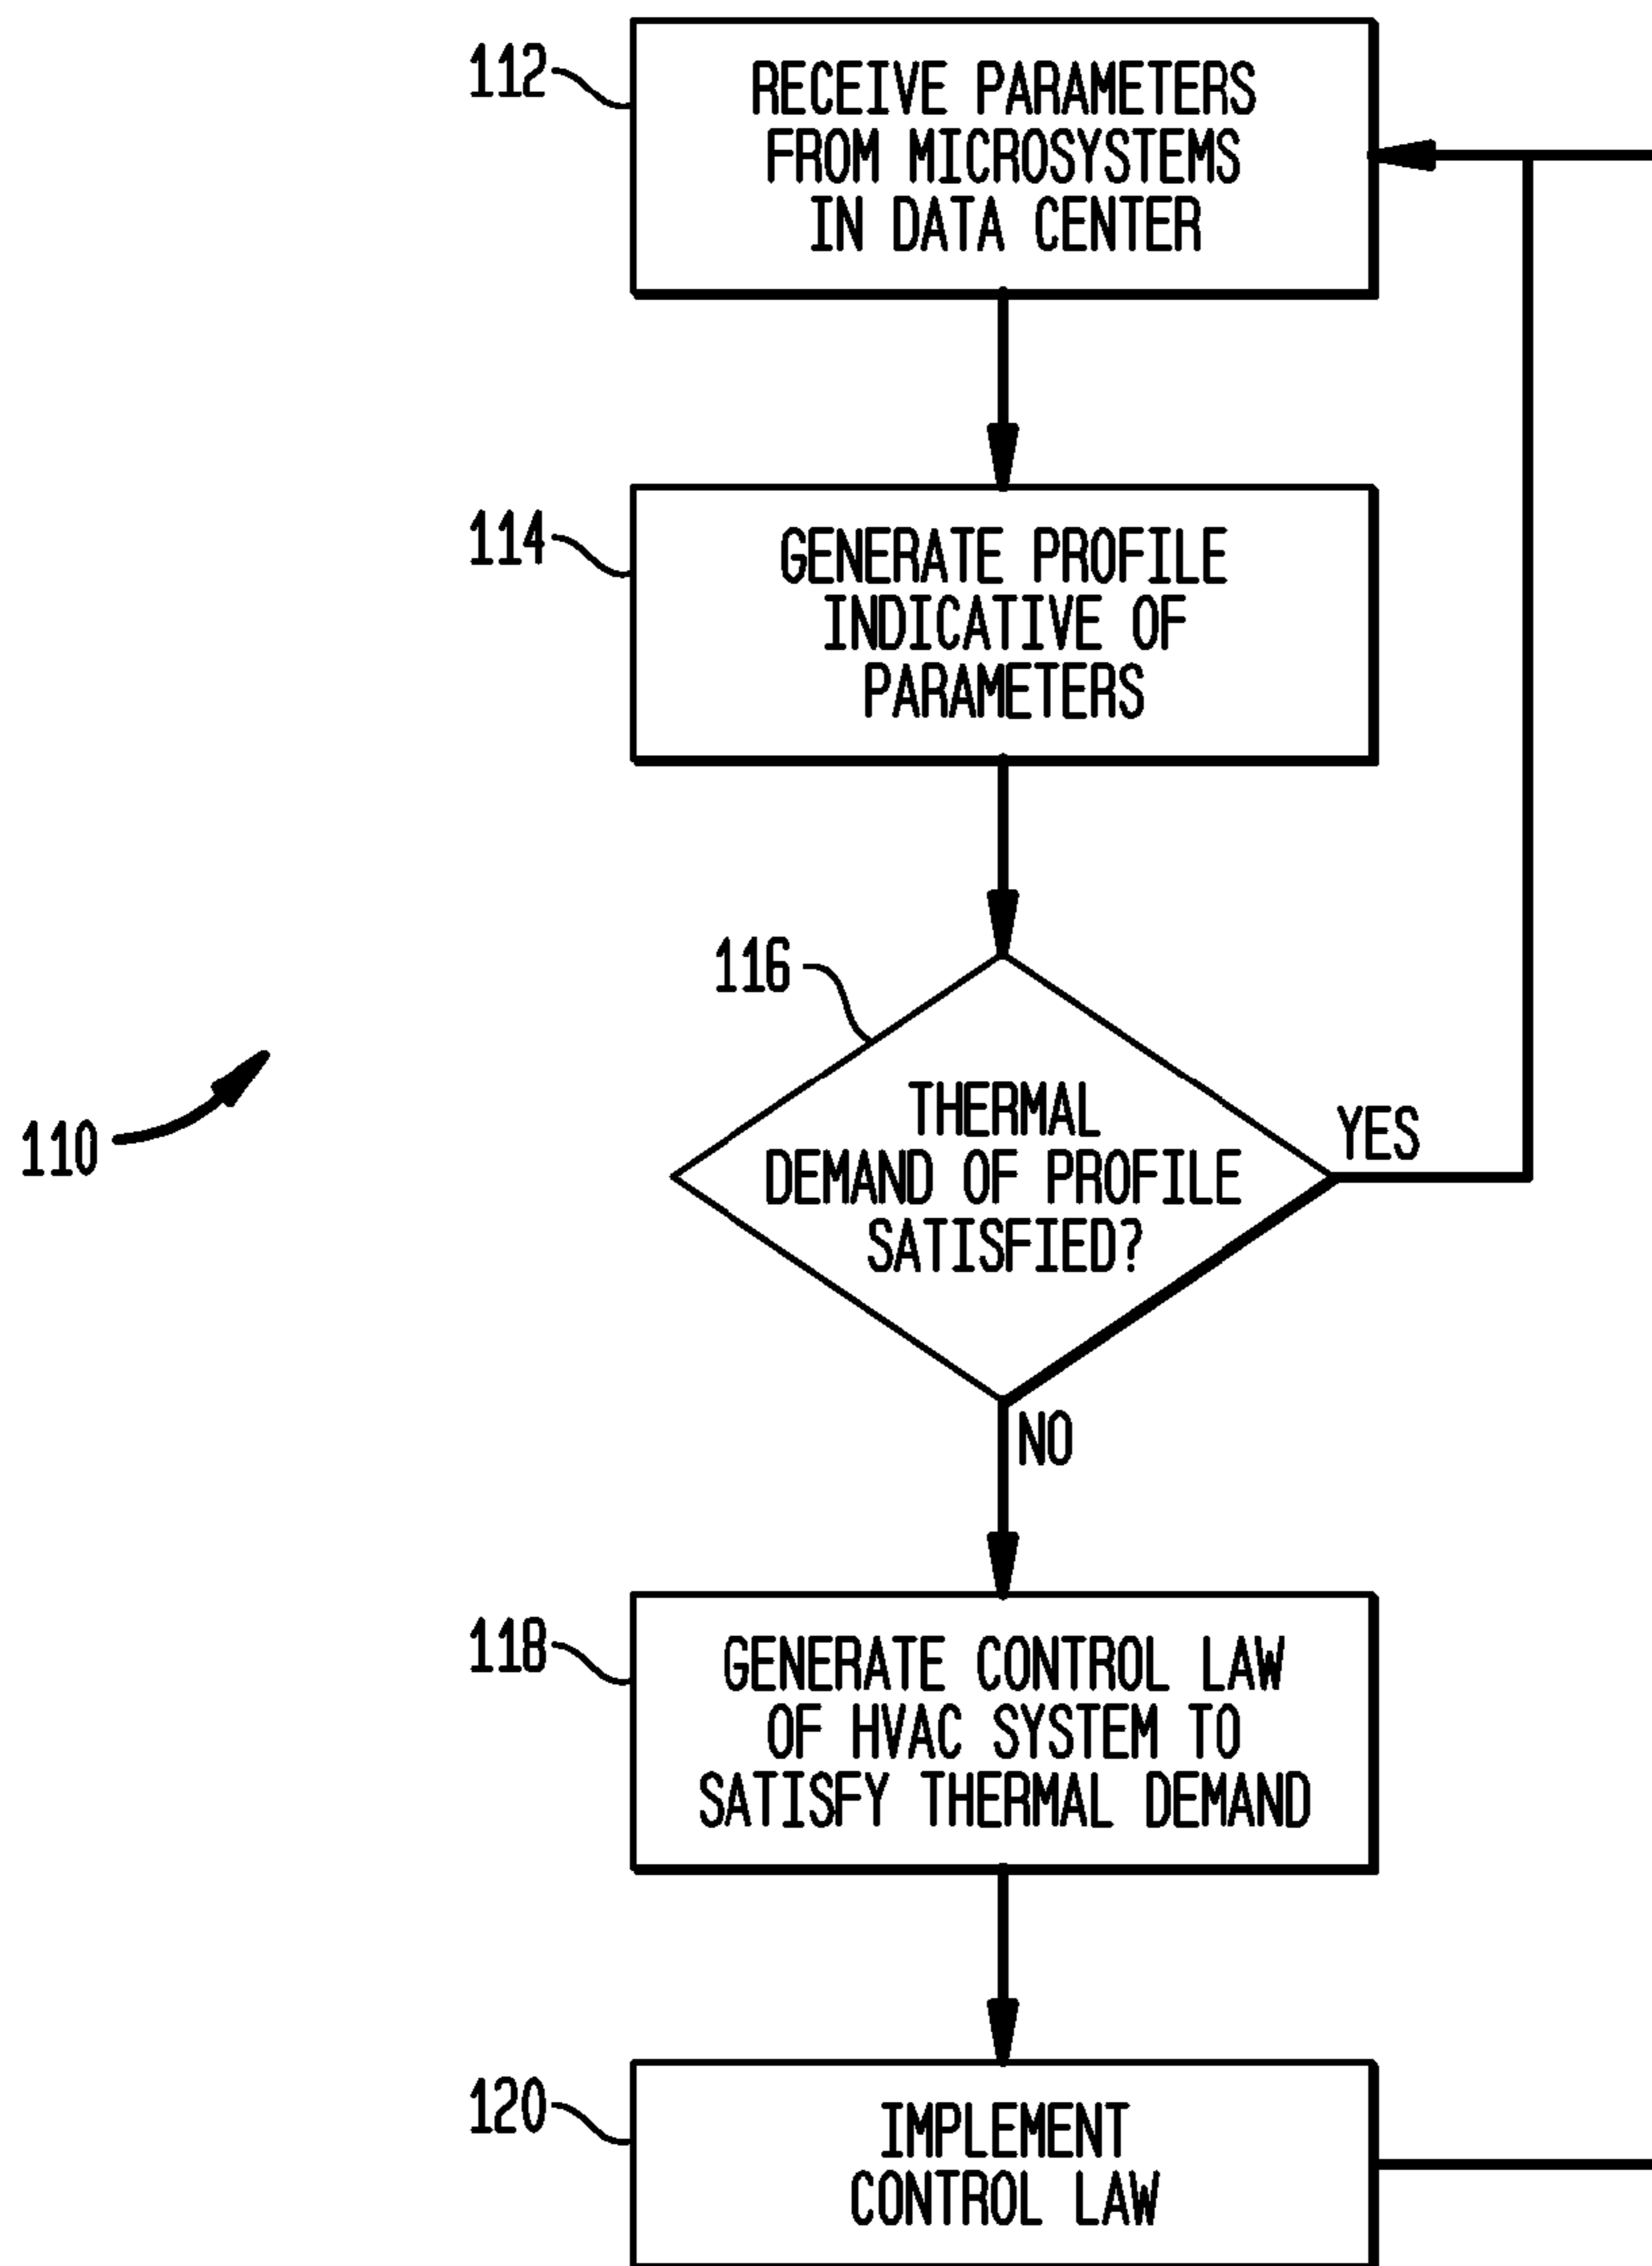 112
RECEIVE PARAMETERS
FROM MICROSYSTEMS
IN DATA CENTER
114
GENERATE PROFILE
INDICATIVE OF
PARAMETERS
116
THERMAL
DEMAND OF PROFILE
SATISFIED?
YES
110
NO
118
GENERATE CONTROL LAW
OF HVAC SYSTEM TO
SATISFY THERMAL DEMAND
120
IMPLEMENT
CONTROL LAW